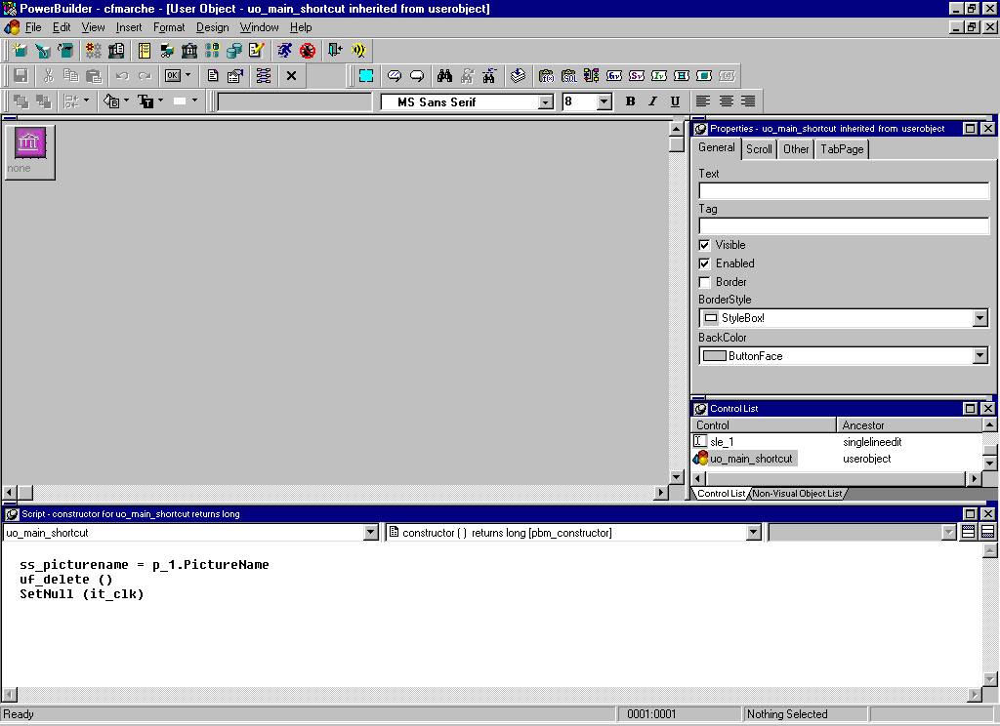 PowerBuilder - cfmarche - [User Object - uo_main_shortcut inherited from userobject]
File Edit View Insert Format Design Window Help
OK
SQL
MS Sans Serif 8 B I U
none
Properties - uo_main_shortcut inherited from userobject
General Scroll Other TabPage
Text
Tag
Visible
Enabled
Border
BorderStyle
StyleBox!
BackColor
ButtonFace
Control List
Control Ancestor
sle_1 singlelineedit
uo_main_shortcut userobject
Control List Non-Visual Object List
Script - constructor for uo_main_shortcut returns long
uo_main_shortcut constructor ( ) returns long [pbm_constructor]
ss_picturename = p_1.PictureName
uf_delete ()
SetNull (it_clk)
Ready 0001:0001 Nothing Selected